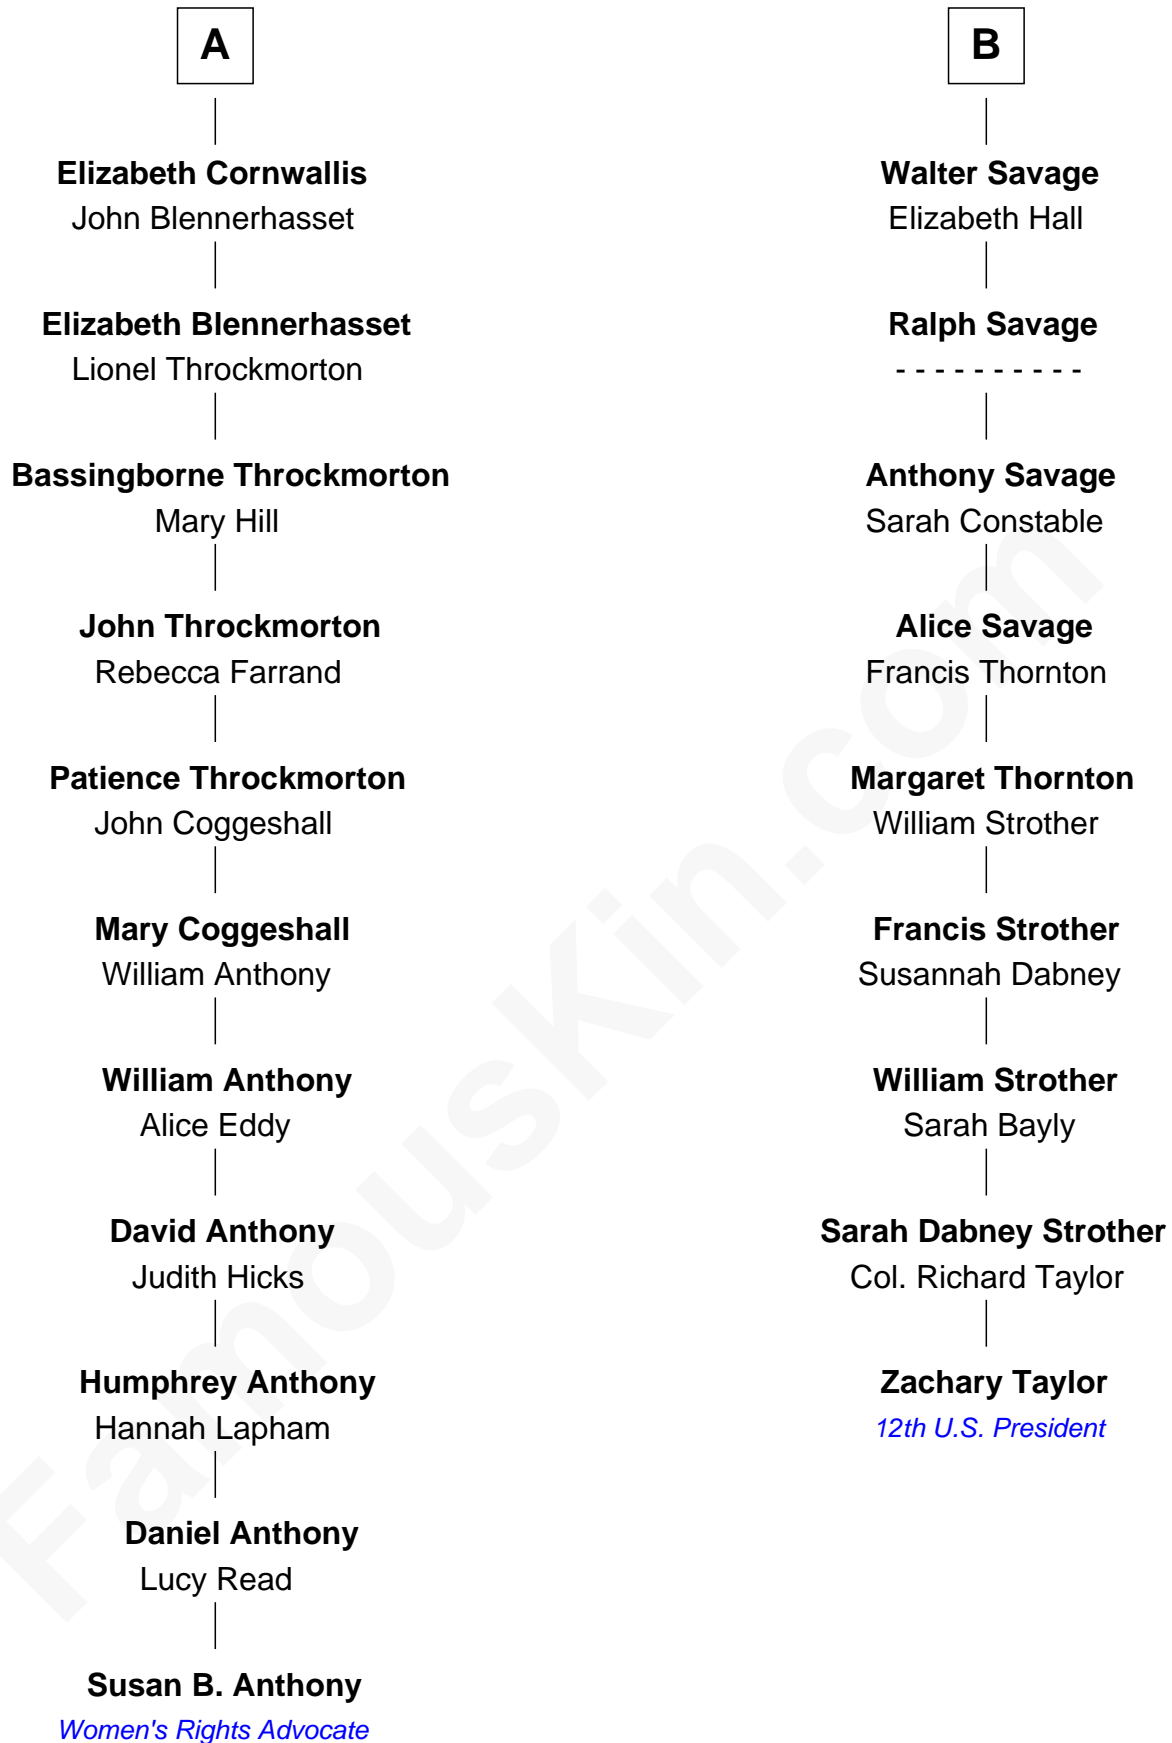 A
Elizabeth Cornwallis
John Blennerhasset
Elizabeth Blennerhasset
Lionel Throckmorton
Bassingborne Throckmorton
Mary Hill
John Throckmorton
Rebecca Farrand
Patience Throckmorton
John Coggeshall
Mary Coggeshall
William Anthony
William Anthony
Alice Eddy
David Anthony
Judith Hicks
Humphrey Anthony
Hannah Lapham
Daniel Anthony
Lucy Read
Susan B. Anthony
Women's Rights Advocate
B
Walter Savage
Elizabeth Hall
Ralph Savage
- - - - - - - - - -
Anthony Savage
Sarah Constable
Alice Savage
Francis Thornton
Margaret Thornton
William Strother
Francis Strother
Susannah Dabney
William Strother
Sarah Bayly
Sarah Dabney Strother
Col. Richard Taylor
Zachary Taylor
12th U.S. President
FamousKin.com